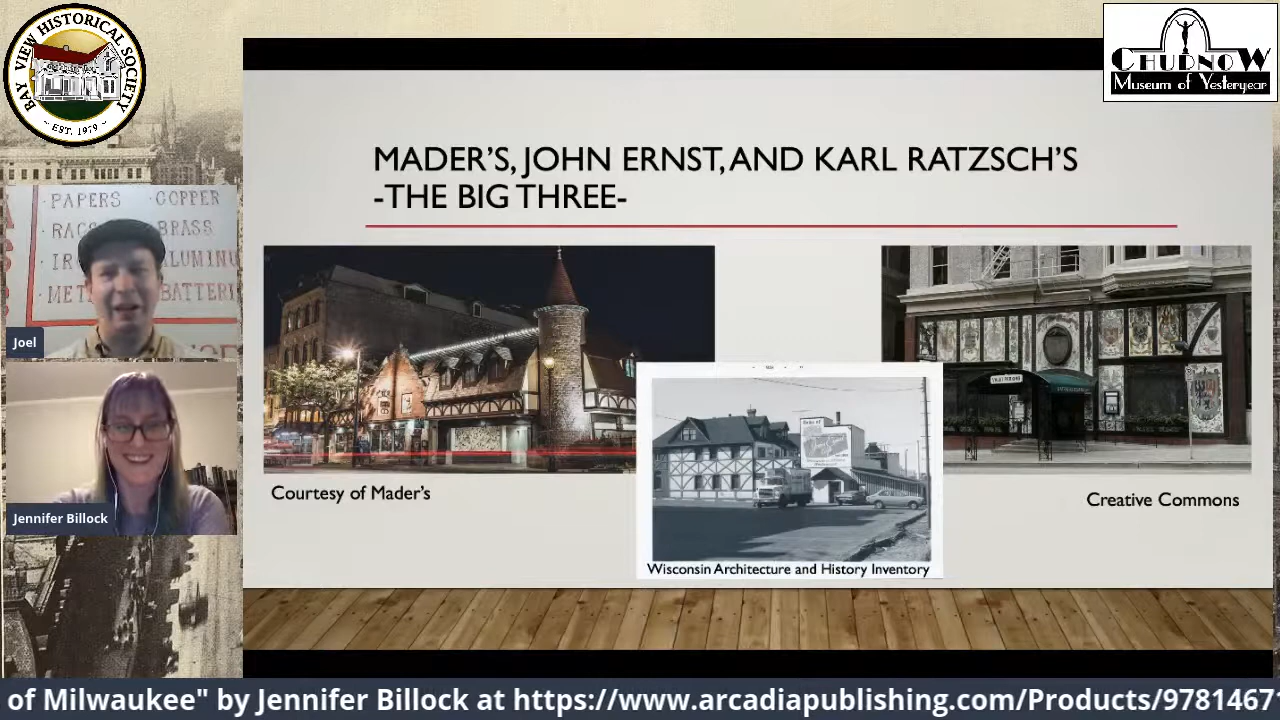 BAY VIEW HISTORICAL SOCIETY
~ EST. 1979 ~
CHUDNOW
Museum of Yesteryear
MADER'S, JOHN ERNST, AND KARL RATZSCH'S
-THE BIG THREE-
· PAPERS · COPPER
BRASS
· MET

Joel
Jennifer Billock
Courtesy of Mader's
Creative Commons
Wisconsin Architecture and History Inventory
of Milwaukee" by Jennifer Billock at https://www.arcadiapublishing.com/Products/9781467